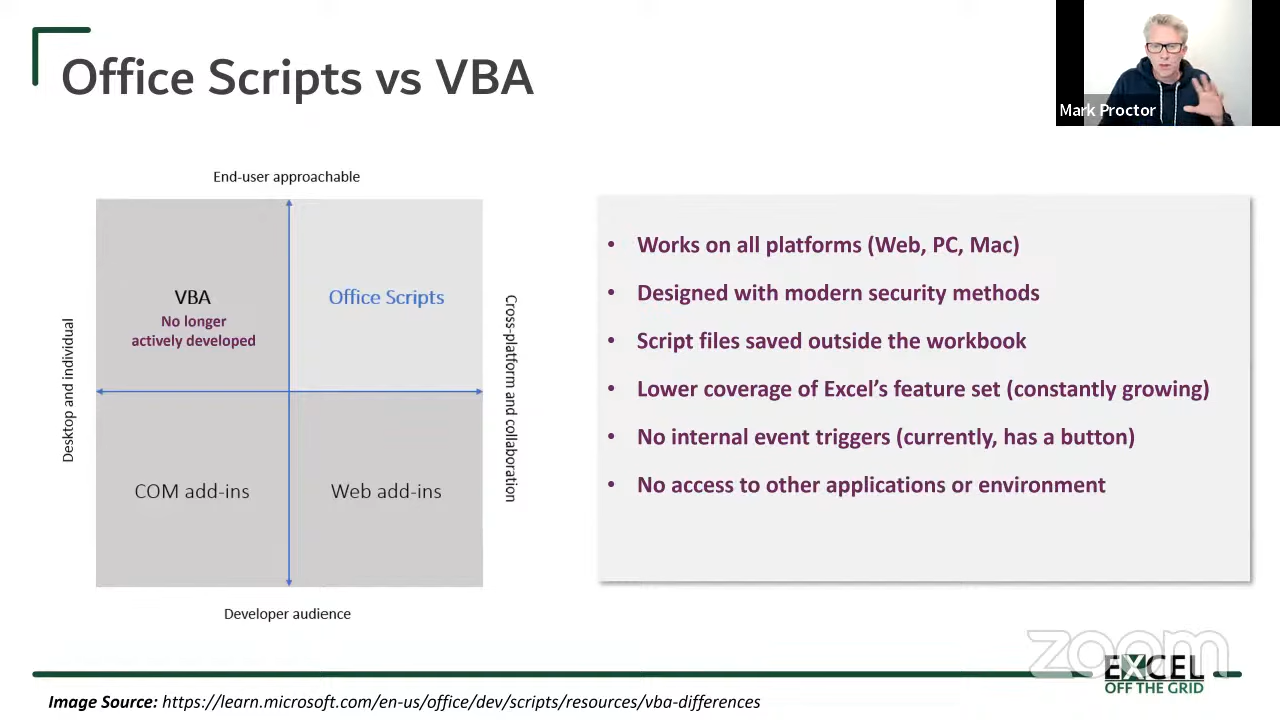 Office Scripts vs VBA
Mark Proctor
End-user approachable
Desktop and individual
VBA
No longer
actively developed
Office Scripts
COM add-ins
Web add-ins
Cross-platform and collaboration
Developer audience
• Works on all platforms (Web, PC, Mac)
• Designed with modern security methods
• Script files saved outside the workbook
• Lower coverage of Excel’s feature set (constantly growing)
• No internal event triggers (currently, has a button)
• No access to other applications or environment
zoom
EXCEL
OFF THE GRID
Image Source: https://learn.microsoft.com/en-us/office/dev/scripts/resources/vba-differences